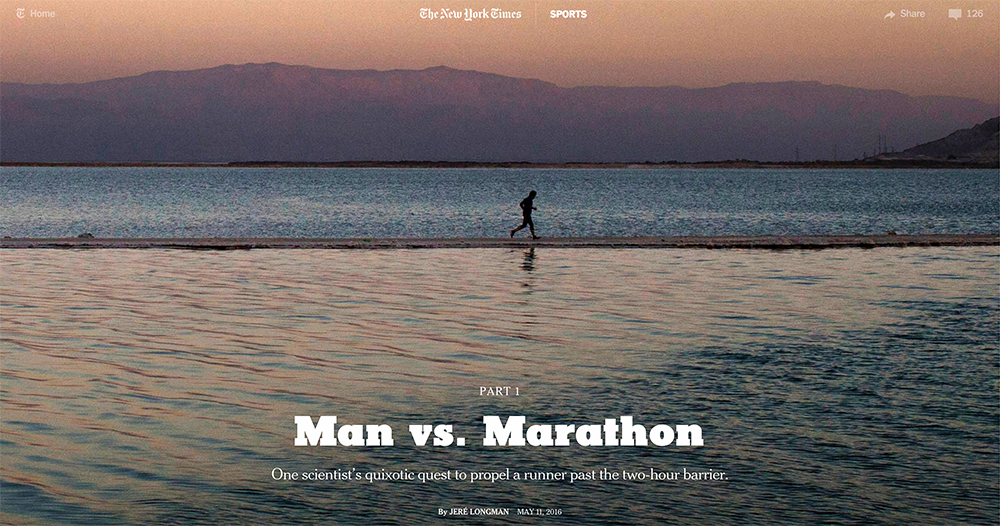 Home
The New York Times SPORTS
Share 126
PART 1
Man vs. Marathon
One scientist's quixotic quest to propel a runner past the two-hour barrier.
By JERÉ LONGMAN MAY 11, 2016